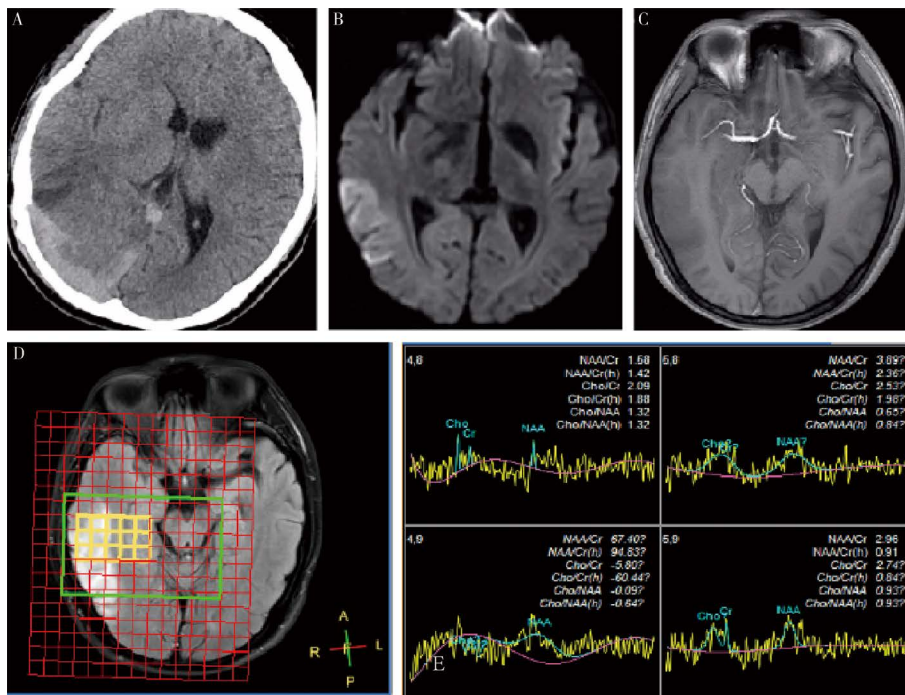 A
B
C
D
A
R
L
P
4,8
NAA/Cr 1.58
NAA/Cr(h) 1.42
Cho/Cr 2.09
Cho/Cr(h) 1.88
Cho/NAA 1.32
Cho/NAA(h) 1.32
Cho
Cr
NAA
5,8
NAA/Cr 3.89?
NAA/Cr(h) 2.36?
Cho/Cr 2.53?
Cho/Cr(h) 1.98?
Cho/NAA 0.65?
Cho/NAA(h) 0.84?
NAA?
4,9
NAA/Cr 67.40?
NAA/Cr(h) 94.83?
Cho/Cr -5.80?
Cho/Cr(h) -60.44?
Cho/NAA -0.09?
Cho/NAA(h) -0.64?
NAA
E
5,9
NAA/Cr 2.96
NAA/Cr(h) 0.91
Cho/Cr 2.74?
Cho/Cr(h) 0.84?
Cho/NAA 0.93?
Cho/NAA(h) 0.93?
Cho
Cr
NAA